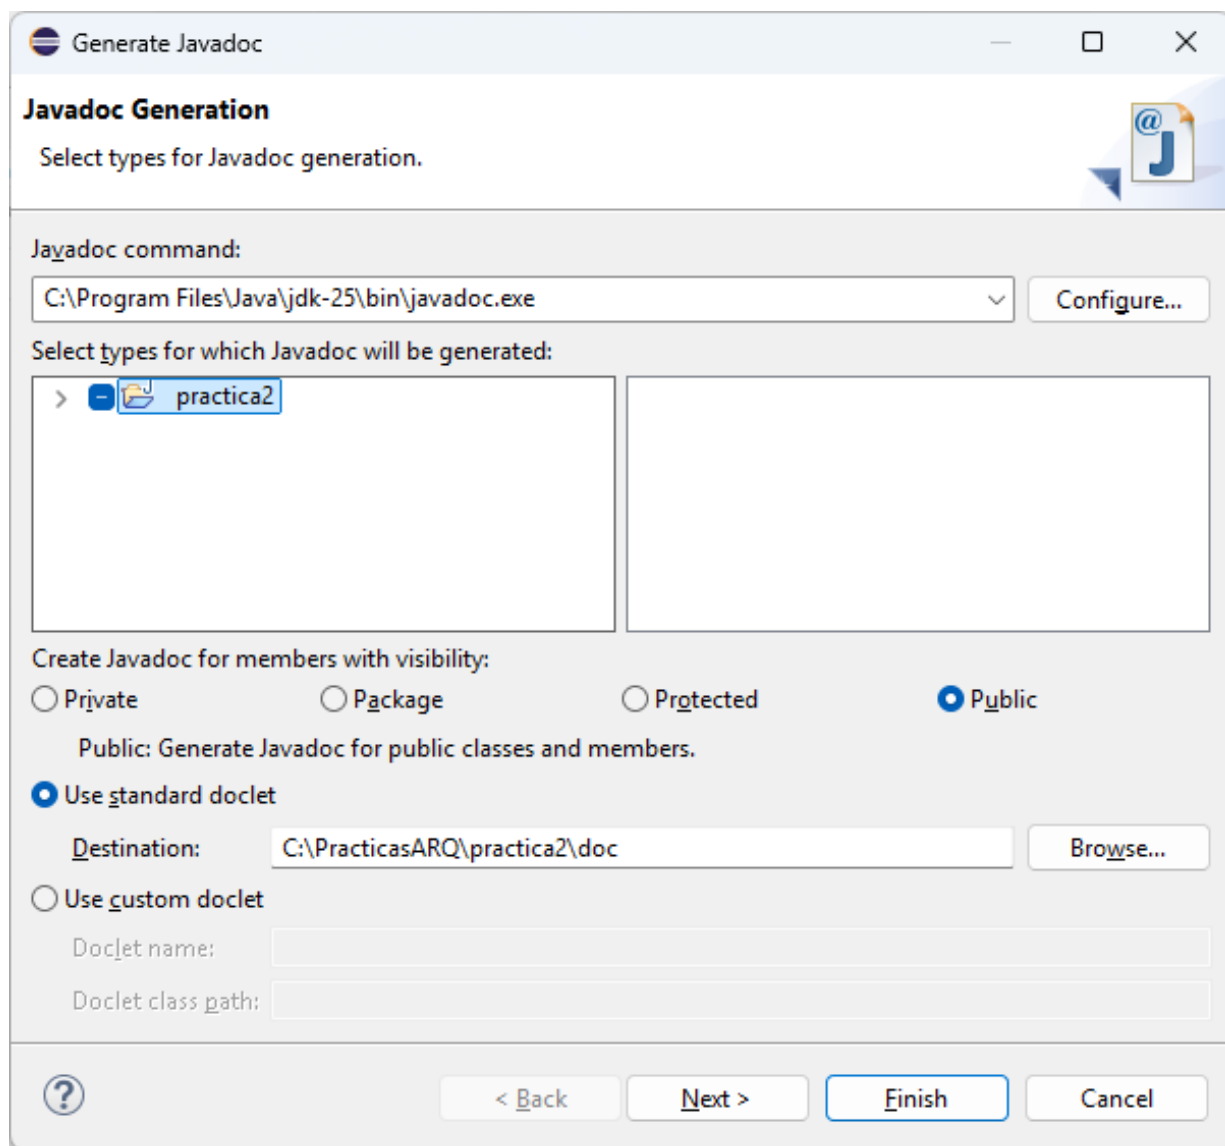 Generate Javadoc
Javadoc Generation
Select types for Javadoc generation.
@J
Javadoc command:
C:\Program Files\Java\jdk-25\bin\javadoc.exe
Configure...
Select types for which Javadoc will be generated:
practica2
Create Javadoc for members with visibility:
Private Package Protected Public
Public: Generate Javadoc for public classes and members.
Use standard doclet
Destination: C:\PracticasARQ\practica2\doc Browse...
Use custom doclet
Doclet name:
Doclet class path:
? < Back Next > Finish Cancel